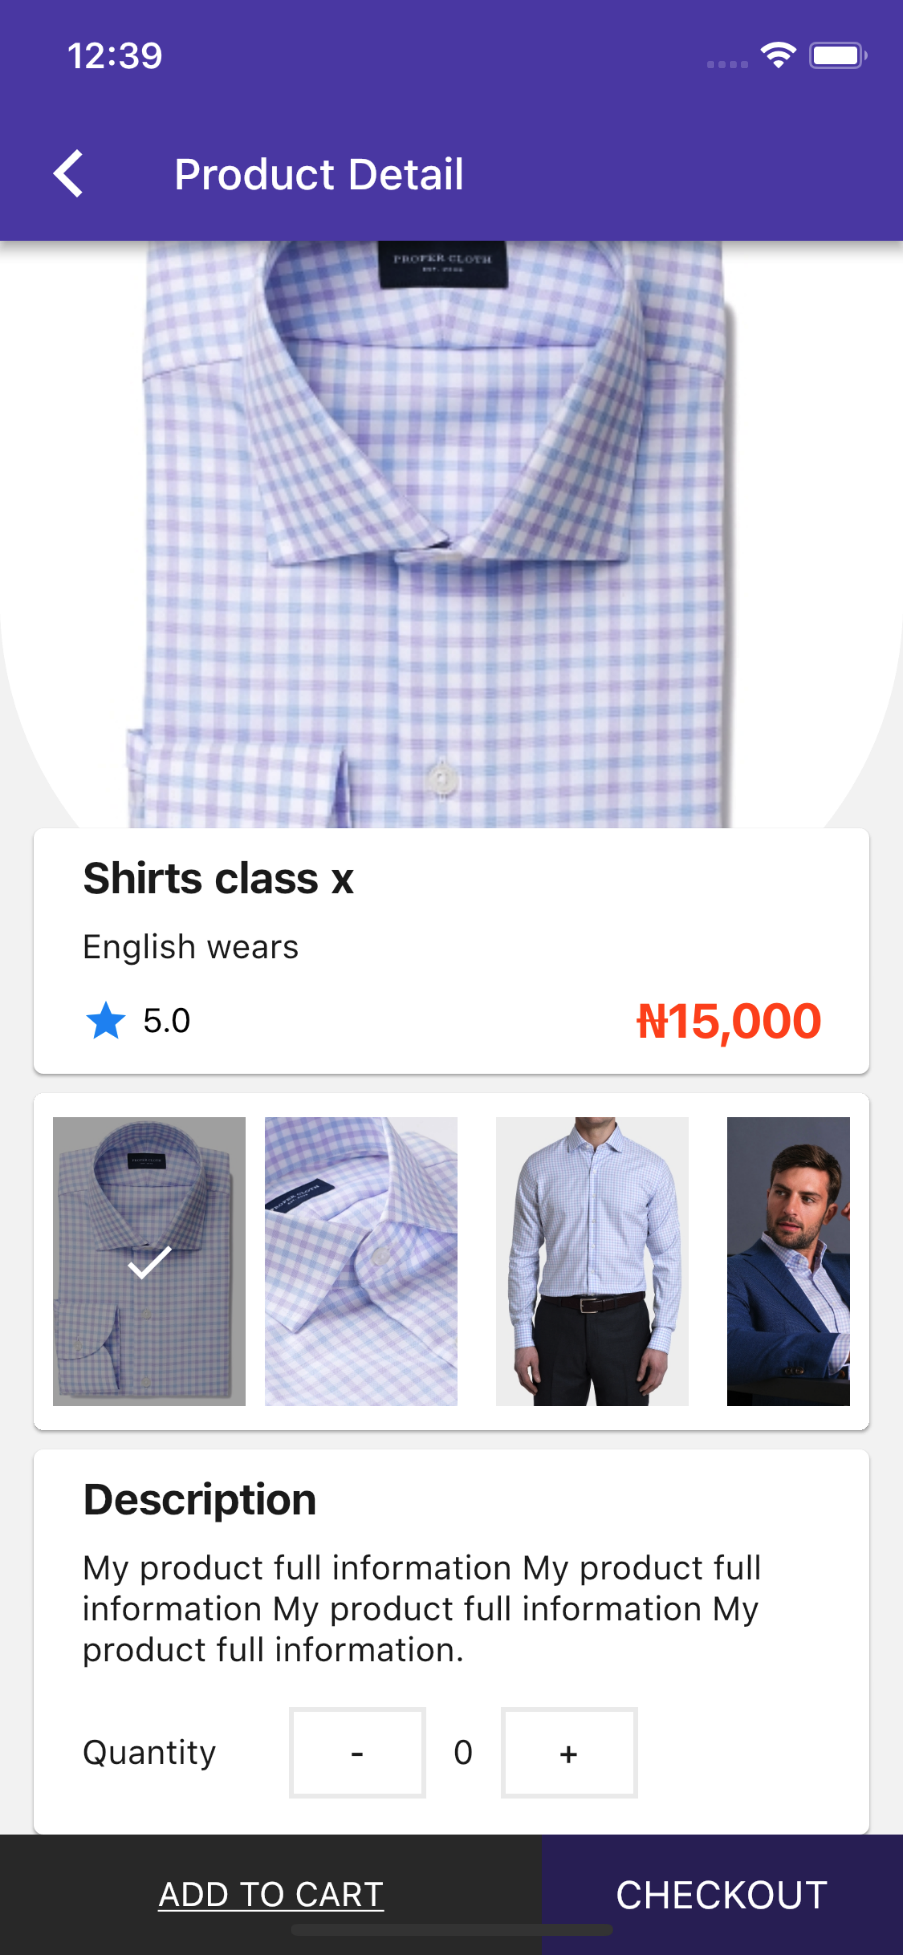 12:39
Product Detail
PROPER CLOTH
Shirts class x
English wears
5.0
₦15,000
Description
My product full information My product full
information My product full information My
product full information.
Quantity - 0 +
ADD TO CART
CHECKOUT